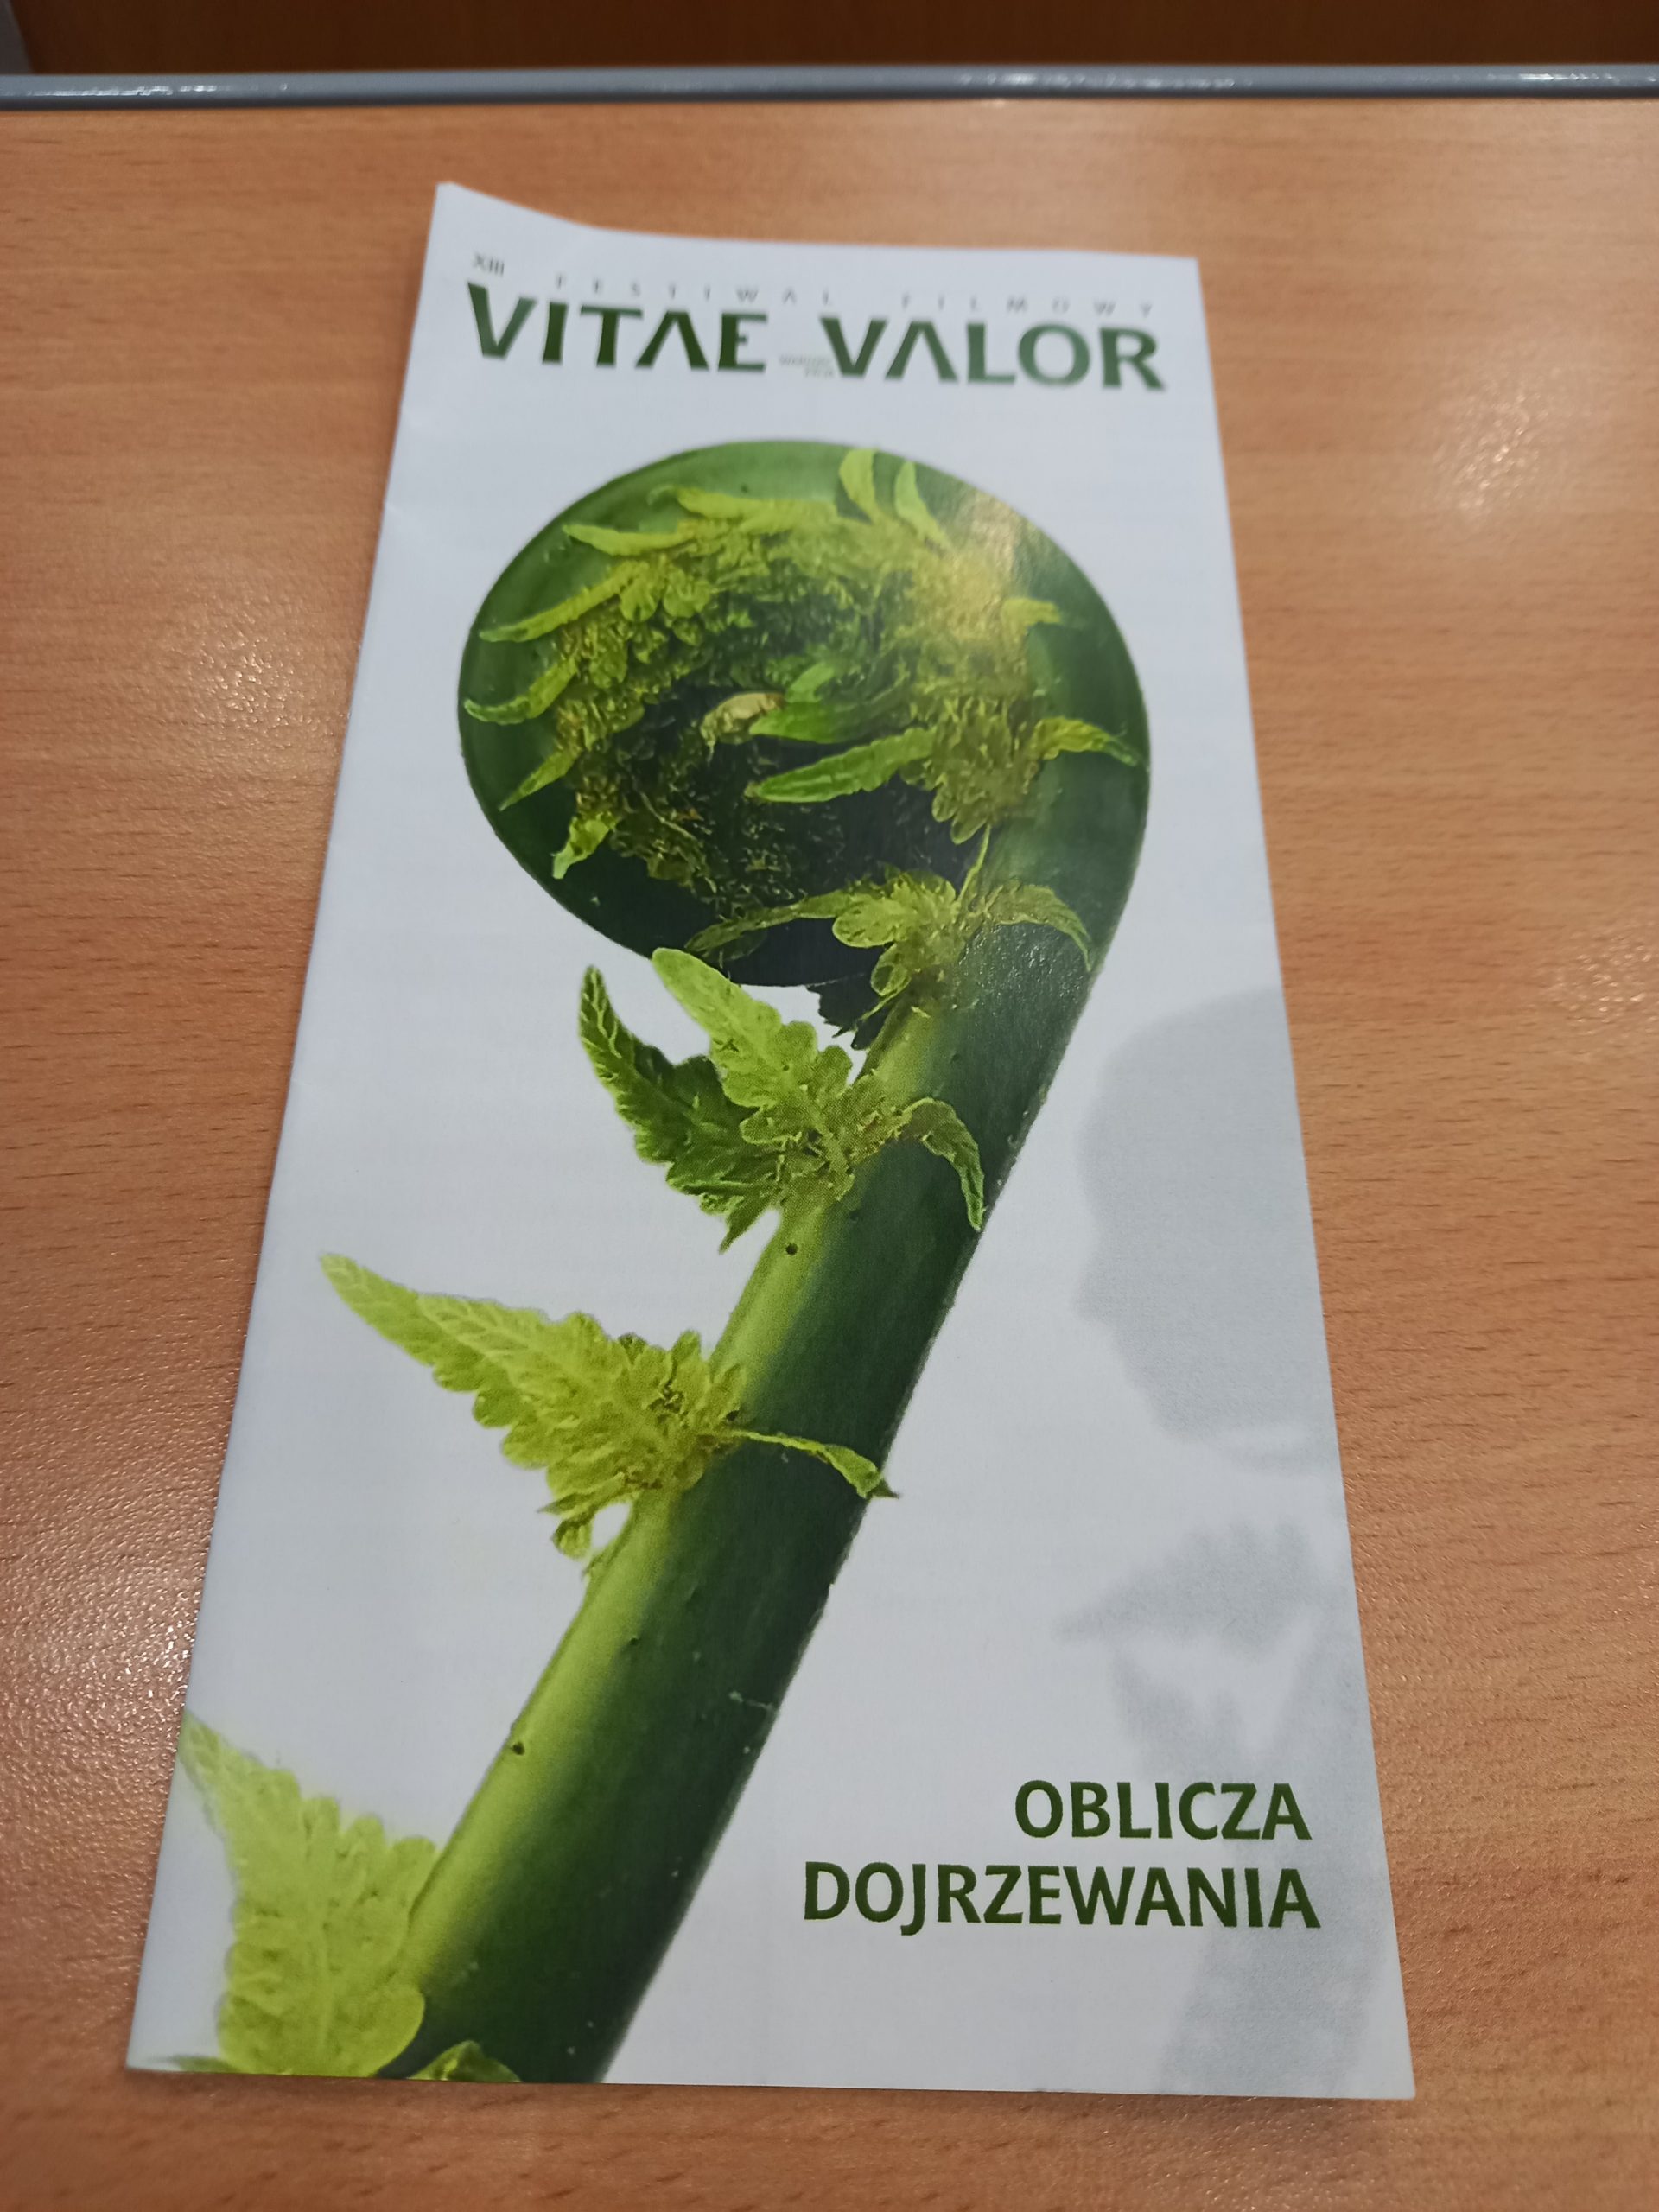 XIII FESTIWAL FILMOWY
VITAE VALOR
OBLICZA
DOJRZEWANIA